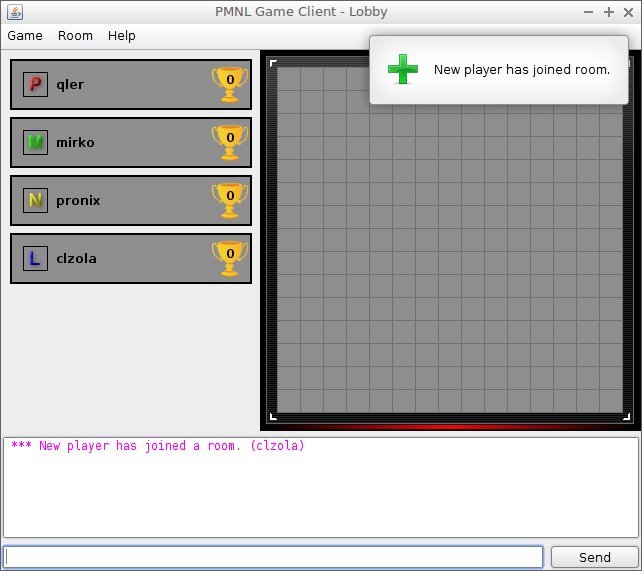 PMNL Game Client - Lobby
Game Room Help
New player has joined room.
P qler 0
M mirko 0
N pronix 0
L clzola 0
*** New player has joined a room. (clzola)
Send